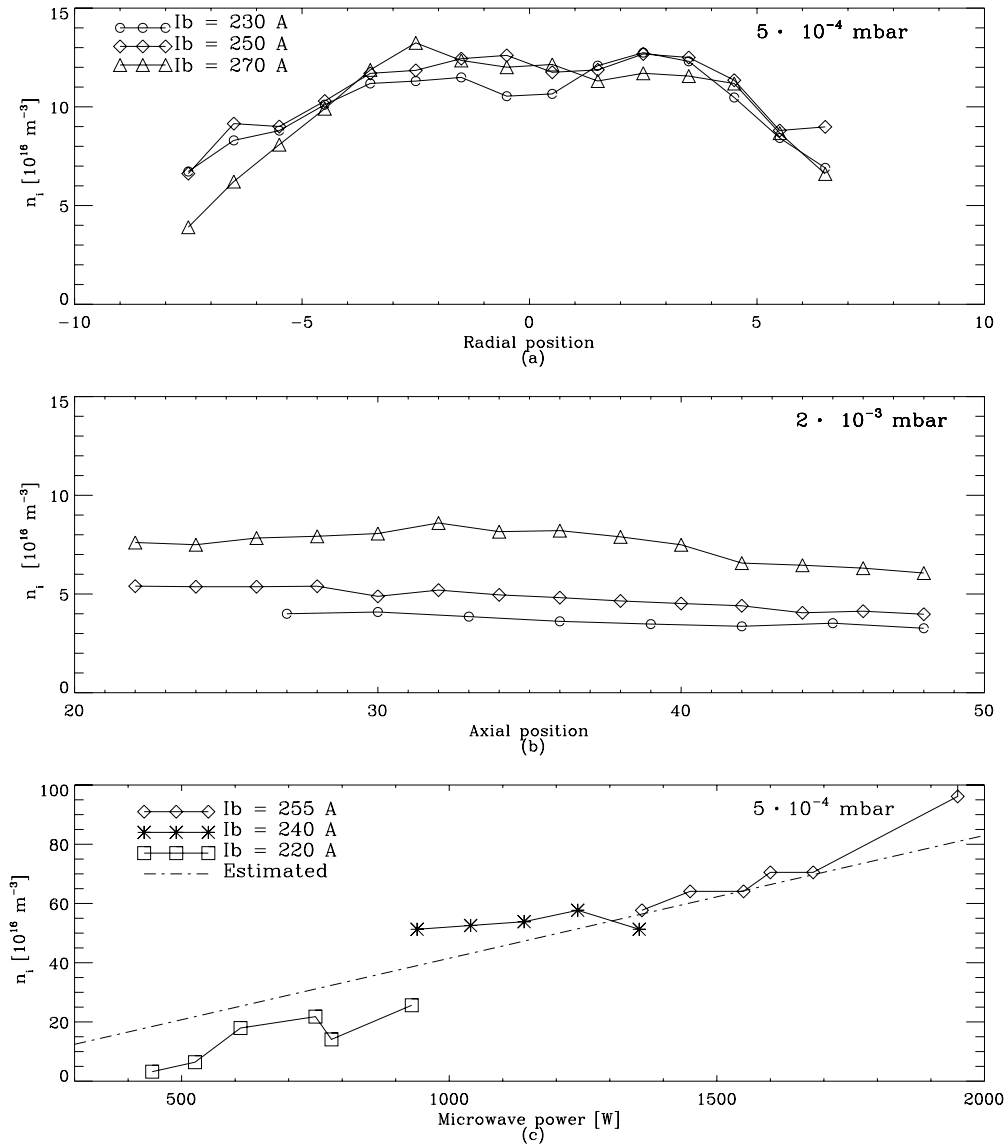 Ib = 230 A
Ib = 250 A
Ib = 270 A
5 · 10⁻⁴ mbar
15
10
5
0
n_i [10¹⁶ m⁻³]
−10 −5 0 5 10
Radial position
(a)
2 · 10⁻³ mbar
15
10
5
0
n_i [10¹⁶ m⁻³]
20 30 40 50
Axial position
(b)
Ib = 255 A
Ib = 240 A
Ib = 220 A
Estimated
5 · 10⁻⁴ mbar
100
80
60
40
20
0
n_i [10¹⁶ m⁻³]
500 1000 1500 2000
Microwave power [W]
(c)